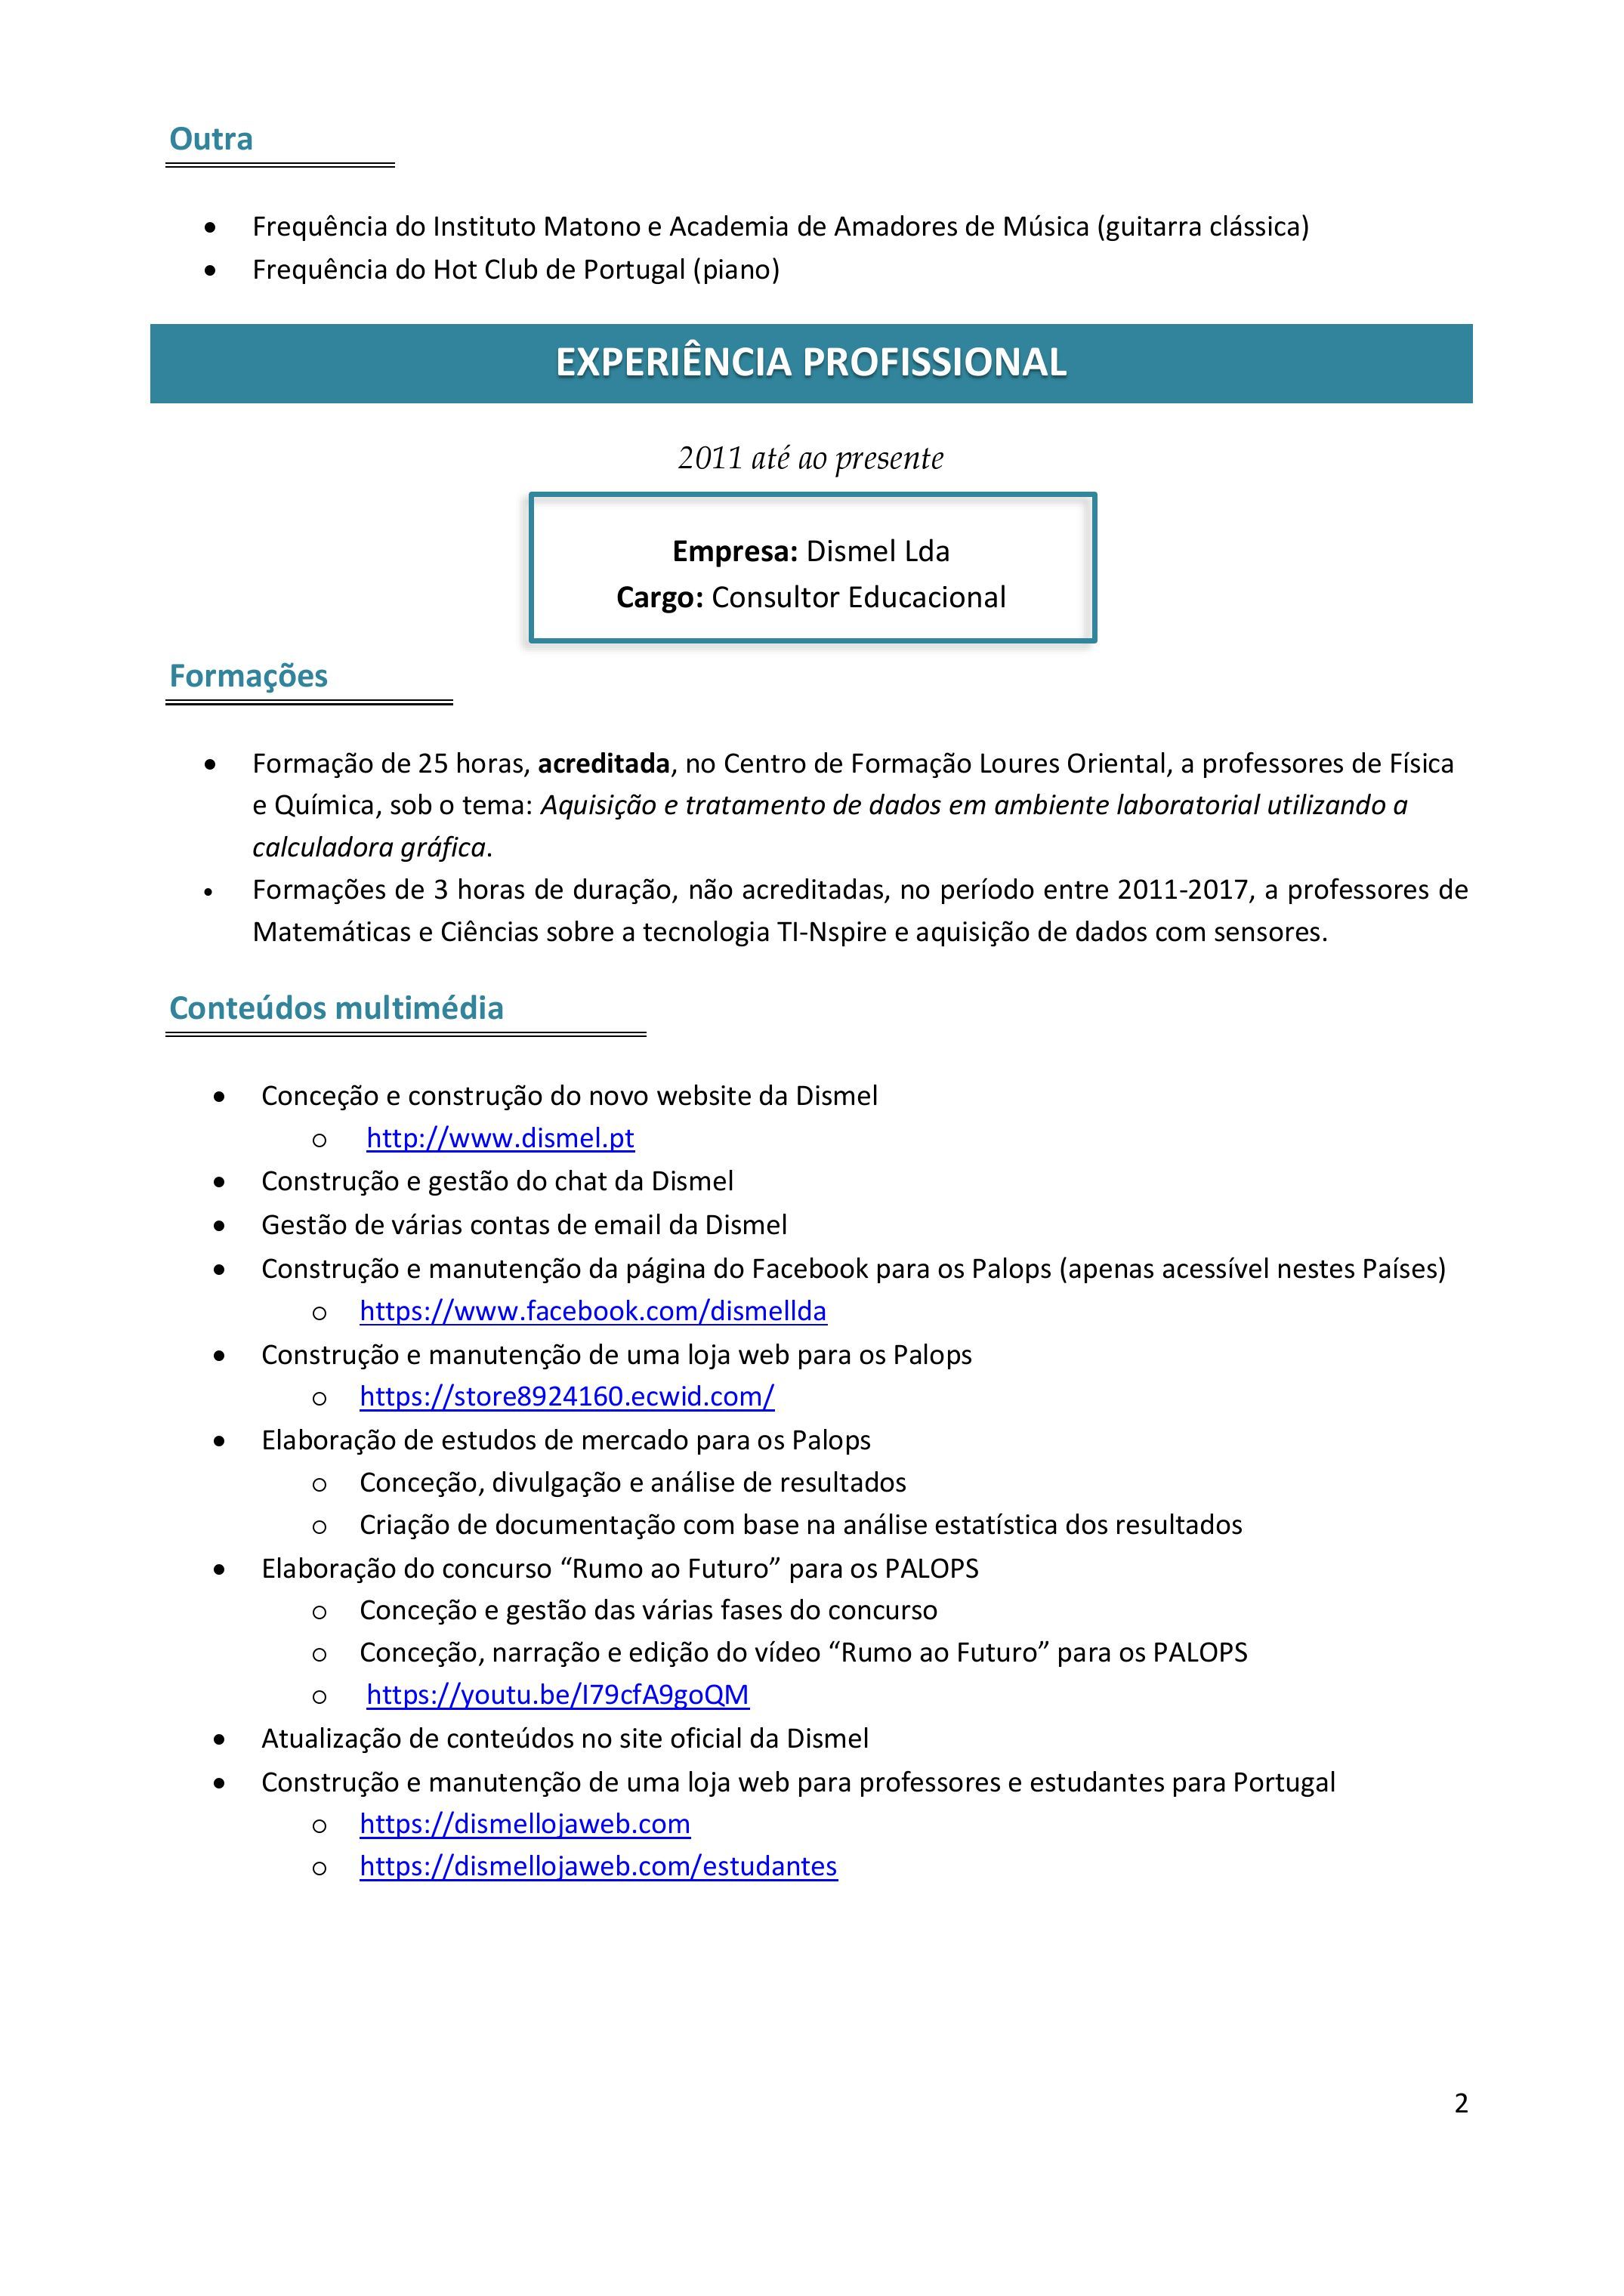 Outra
• Frequência do Instituto Matono e Academia de Amadores de Música (guitarra clássica)
• Frequência do Hot Club de Portugal (piano)
EXPERIÊNCIA PROFISSIONAL
2011 até ao presente
Empresa: Dismel Lda
Cargo: Consultor Educacional
Formações
• Formação de 25 horas, acreditada, no Centro de Formação Loures Oriental, a professores de Física
e Química, sob o tema: Aquisição e tratamento de dados em ambiente laboratorial utilizando a
calculadora gráfica.
• Formações de 3 horas de duração, não acreditadas, no período entre 2011-2017, a professores de
Matemáticas e Ciências sobre a tecnologia TI-Nspire e aquisição de dados com sensores.
Conteúdos multimédia
• Conceção e construção do novo website da Dismel
o http://www.dismel.pt
• Construção e gestão do chat da Dismel
• Gestão de várias contas de email da Dismel
• Construção e manutenção da página do Facebook para os Palops (apenas acessível nestes Países)
o https://www.facebook.com/dismellda
• Construção e manutenção de uma loja web para os Palops
o https://store8924160.ecwid.com/
• Elaboração de estudos de mercado para os Palops
o Conceção, divulgação e análise de resultados
o Criação de documentação com base na análise estatística dos resultados
• Elaboração do concurso “Rumo ao Futuro” para os PALOPS
o Conceção e gestão das várias fases do concurso
o Conceção, narração e edição do vídeo “Rumo ao Futuro” para os PALOPS
o https://youtu.be/I79cfA9goQM
• Atualização de conteúdos no site oficial da Dismel
• Construção e manutenção de uma loja web para professores e estudantes para Portugal
o https://dismellojaweb.com
o https://dismellojaweb.com/estudantes
2